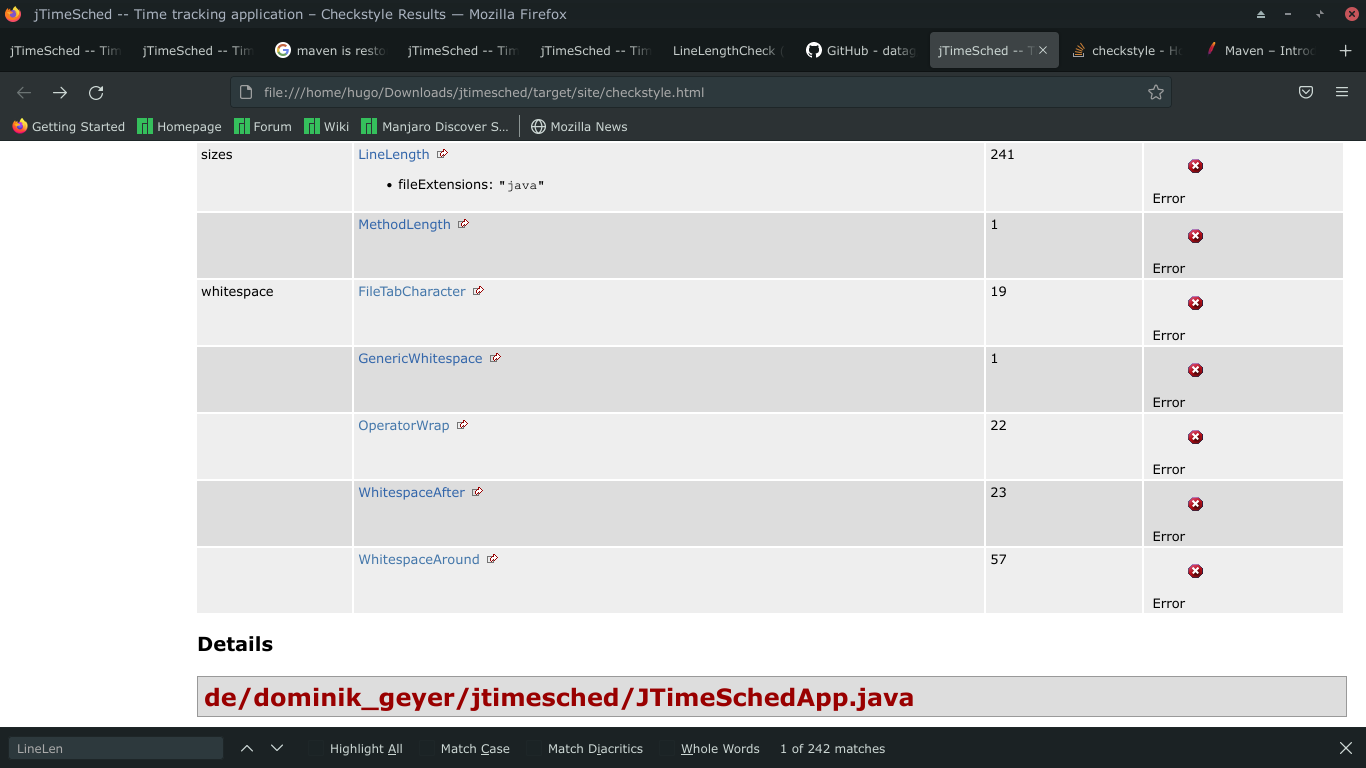 jTimeSched -- Time tracking application – Checkstyle Results — Mozilla Firefox
jTimeSched -- Tim jTimeSched -- Tim maven is resto jTimeSched -- Tim jTimeSched -- Tim LineLengthCheck ( GitHub - datag jTimeSched -- T checkstyle - Ho Maven – Introd
file:///home/hugo/Downloads/jtimesched/target/site/checkstyle.html
Getting Started Homepage Forum Wiki Manjaro Discover S... Mozilla News
sizes LineLength 241
• fileExtensions: "java"
Error
MethodLength 1
Error
whitespace FileTabCharacter 19
Error
GenericWhitespace 1
Error
OperatorWrap 22
Error
WhitespaceAfter 23
Error
WhitespaceAround 57
Error
Details
de/dominik_geyer/jtimesched/JTimeSchedApp.java
LineLen Highlight All Match Case Match Diacritics Whole Words 1 of 242 matches